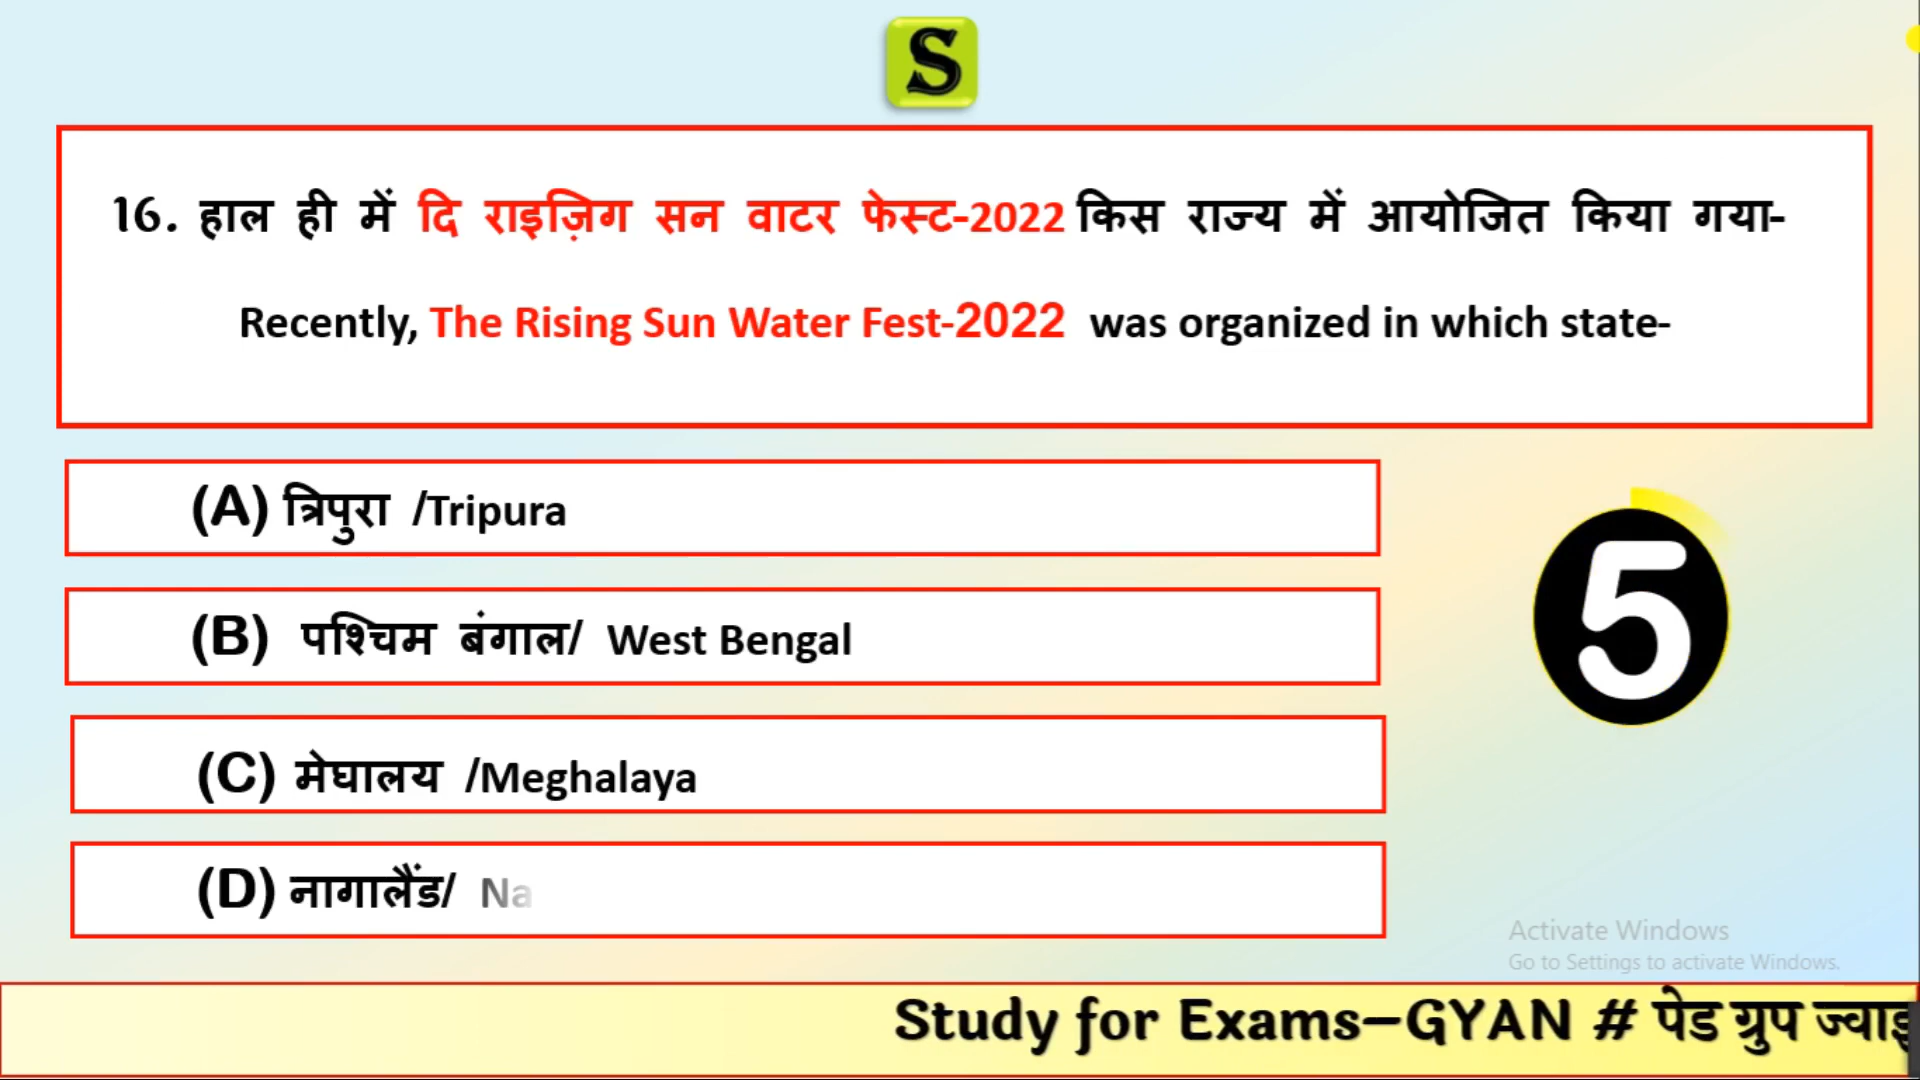 S
16. हाल ही में दि राइज़िग सन वाटर फेस्ट-2022 किस राज्य में आयोजित किया गया-
Recently, The Rising Sun Water Fest-2022 was organized in which state-
(A) त्रिपुरा /Tripura
(B) पश्चिम बंगाल/ West Bengal
5
(C) मेघालय /Meghalaya
(D) नागालैंड/ Na
Activate Windows
Go to Settings to activate Windows.
Study for Exams–GYAN # पेड ग्रुप